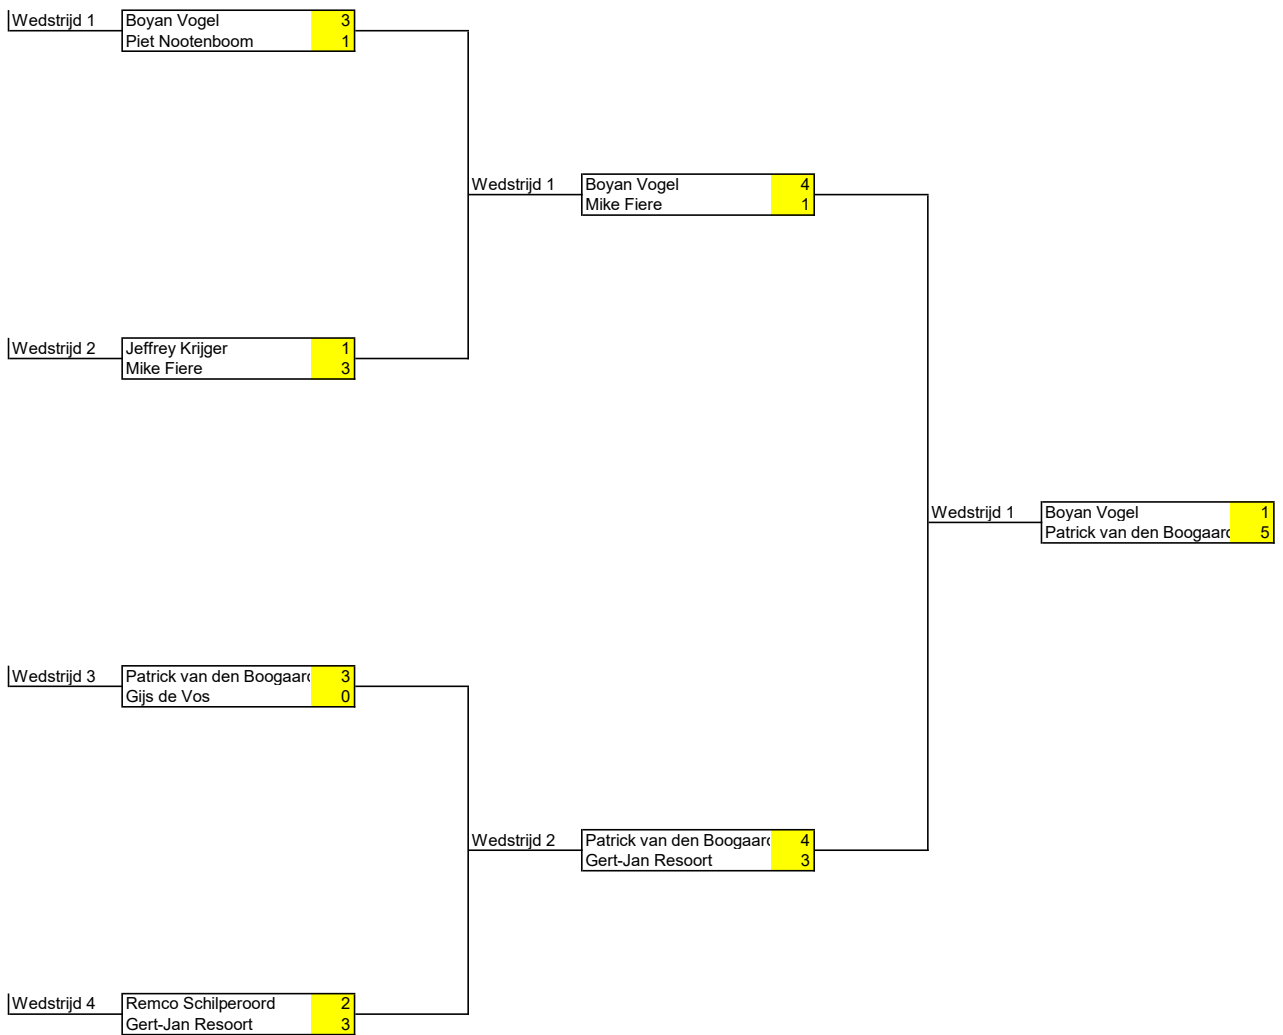 Wedstrijd 1 Boyan Vogel 3
Piet Nootenboom 1
Wedstrijd 1 Boyan Vogel 4
Mike Fiere 1
Wedstrijd 2 Jeffrey Krijger 1
Mike Fiere 3
Wedstrijd 1 Boyan Vogel 1
Patrick van den Boogaard 5
Wedstrijd 3 Patrick van den Boogaard 3
Gijs de Vos 0
Wedstrijd 2 Patrick van den Boogaard 4
Gert-Jan Resoort 3
Wedstrijd 4 Remco Schilperoord 2
Gert-Jan Resoort 3